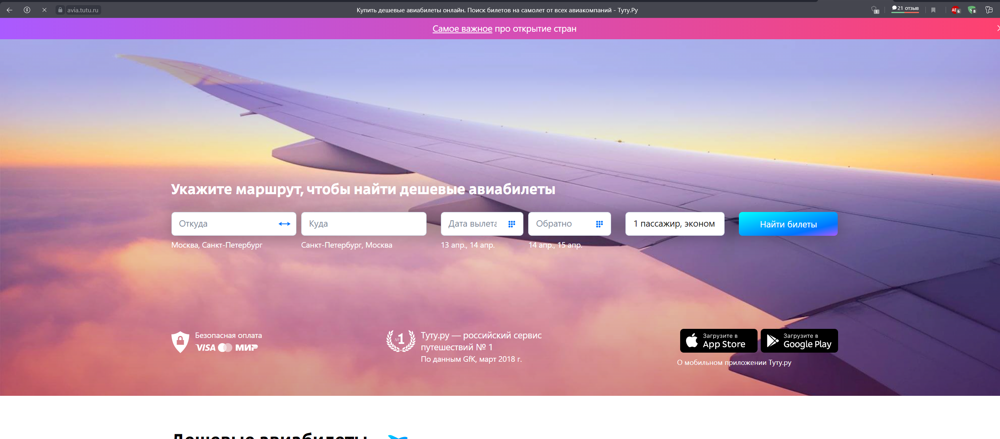 avia.tutu.ru
Купить дешевые авиабилеты онлайн. Поиск билетов на самолет от всех авиакомпаний - Туту.Ру
1
21 отзыв
6
8
Самое важное про открытие стран
Укажите маршрут, чтобы найти дешевые авиабилеты
Откуда
Куда
Дата вылета
Обратно
1 пассажир, эконом
Найти билеты
Москва, Санкт-Петербург
Санкт-Петербург, Москва
13 апр., 14 апр.
14 апр., 15 апр.
Безопасная оплата
VISA МИР
№1
Туту.ру — российский сервис
путешествий № 1
По данным GfK, март 2018 г.
Загрузите в
App Store
Загрузите в
Google Play
О мобильном приложении Туту.ру
Дешевые авиабилеты